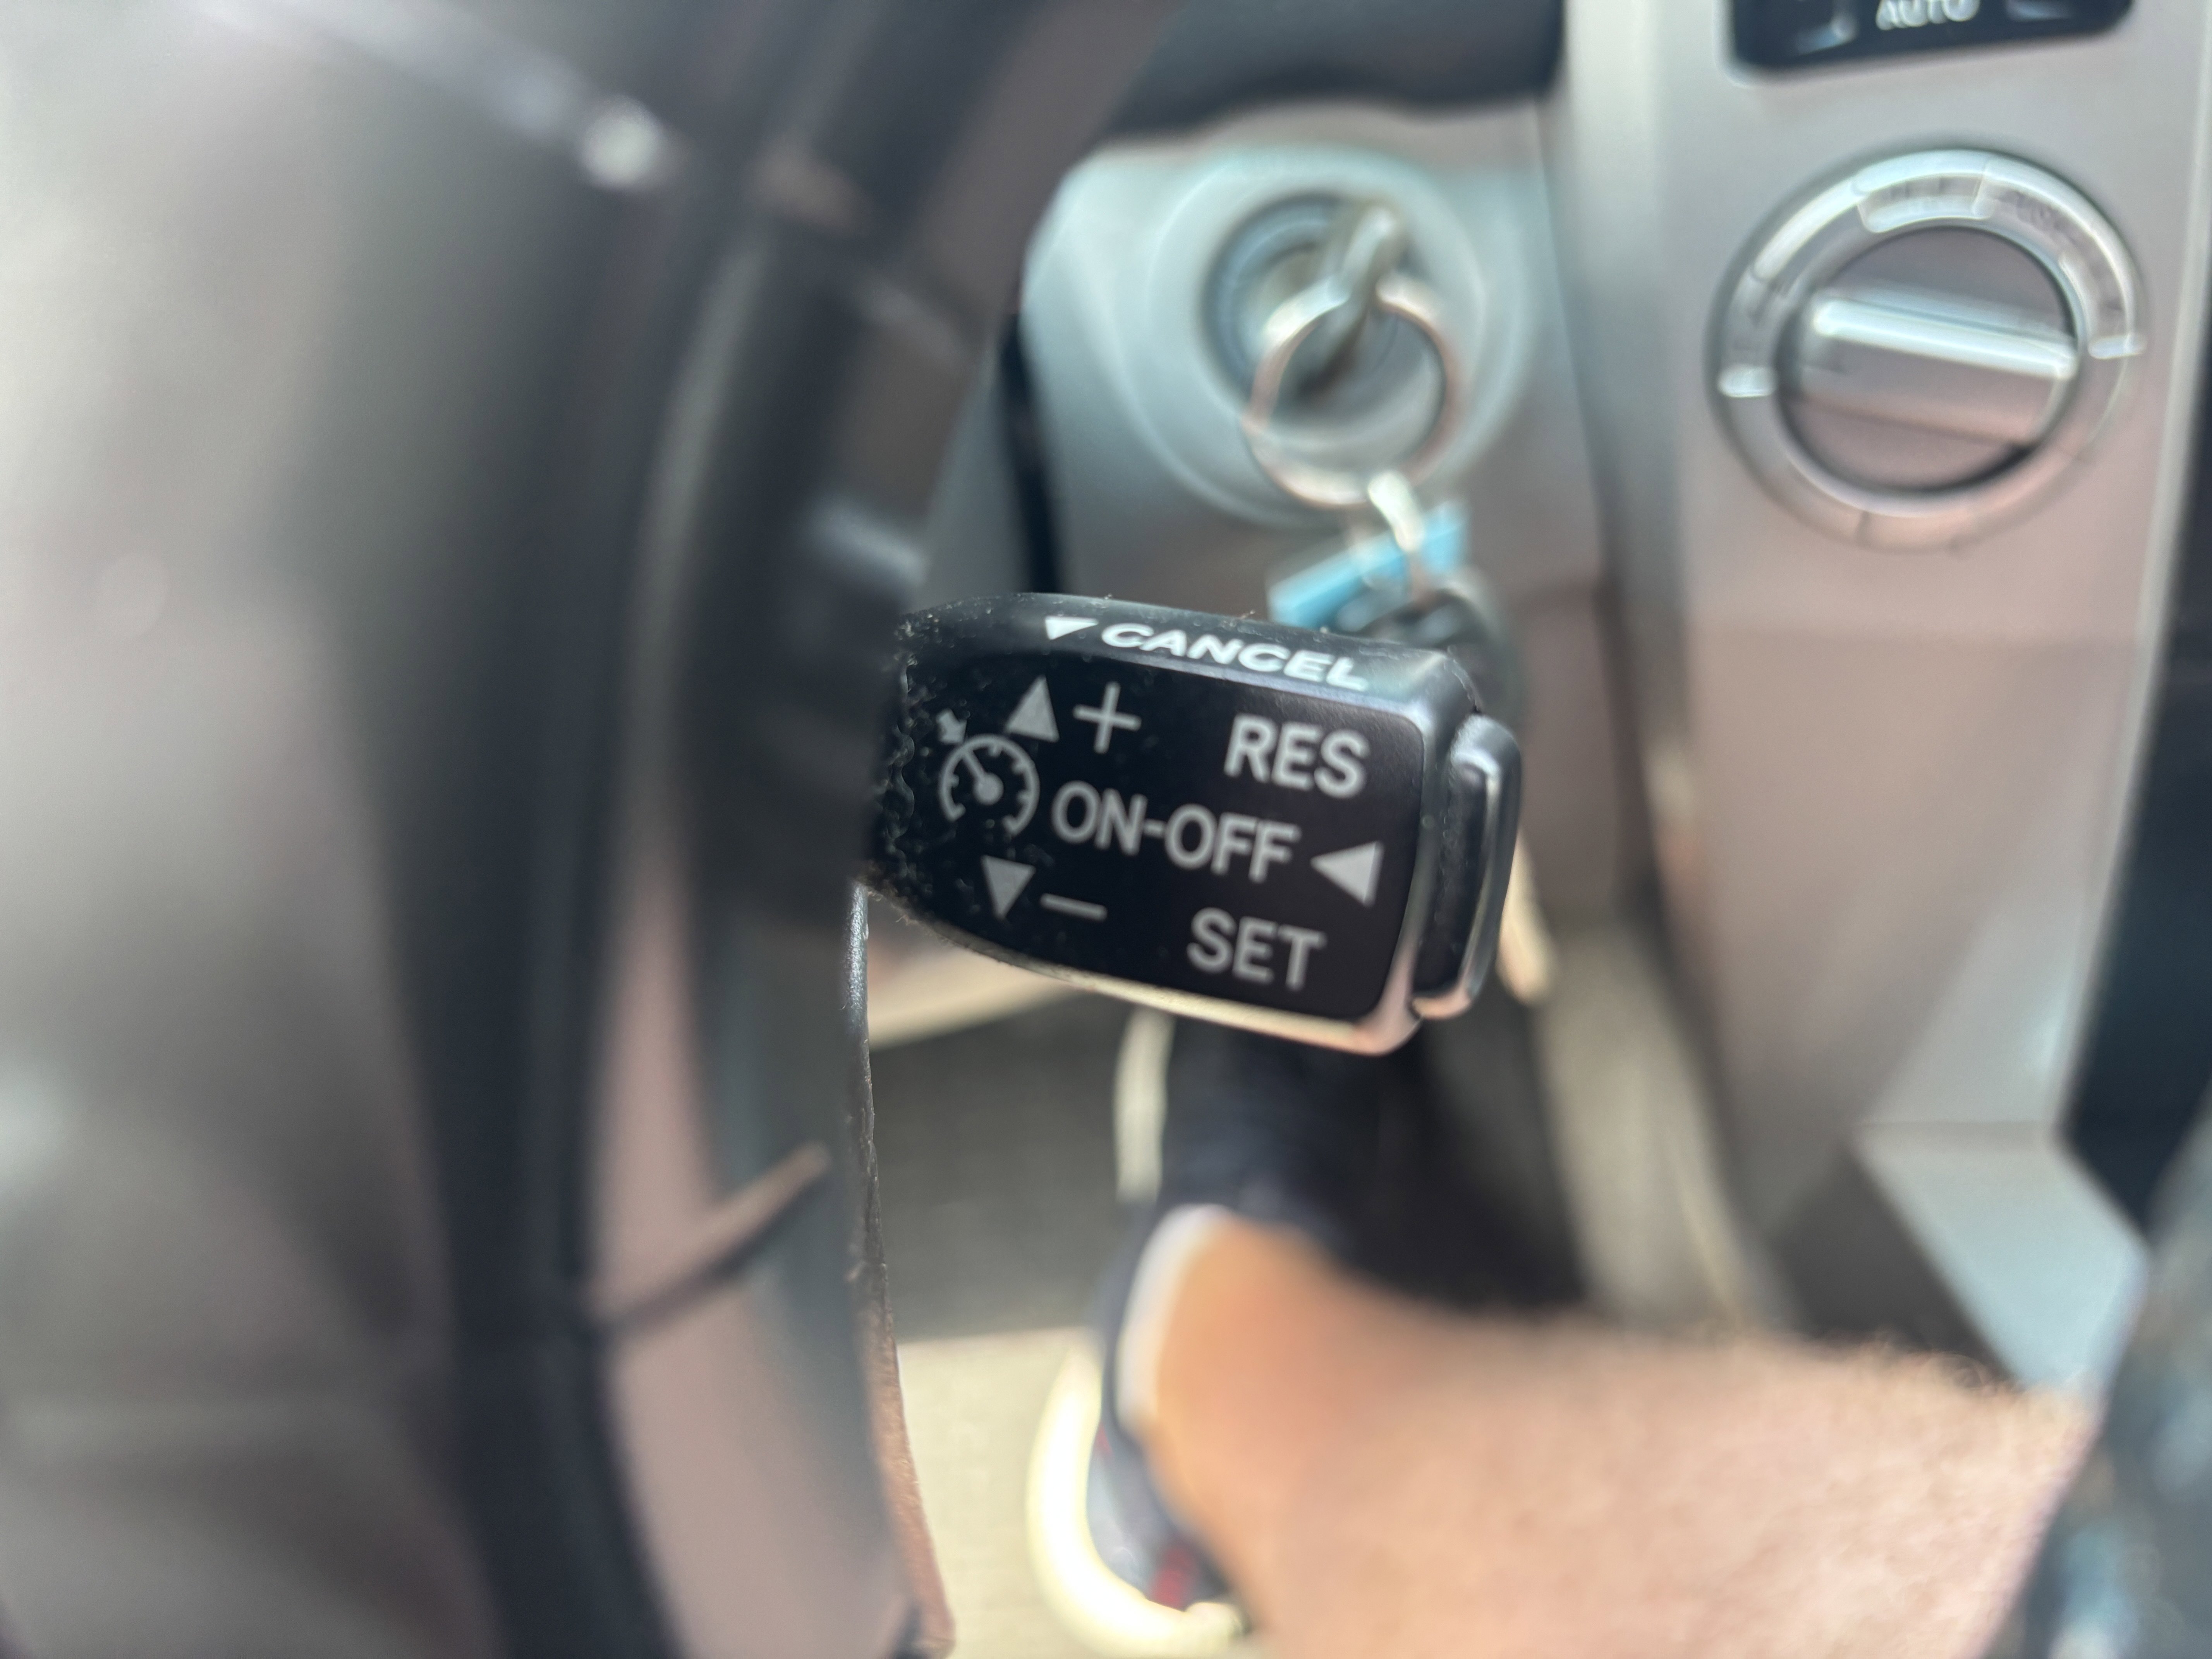 AUTO
CANCEL
+ RES
ON-OFF
- SET